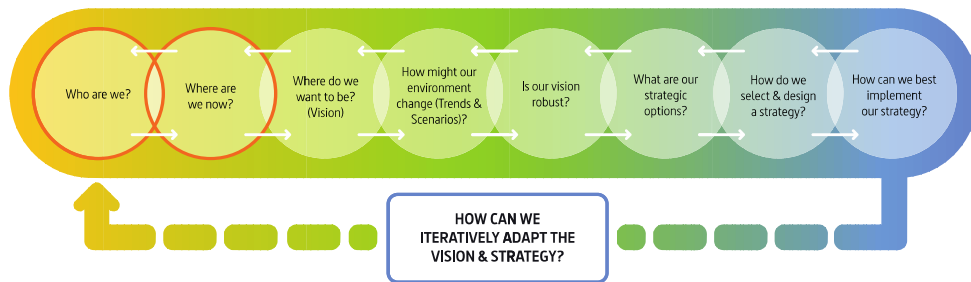 Who are we?
Where are
we now?
Where do we
want to be?
(Vision)
How might our
environment
change (Trends &
Scenarios)?
Is our vision
robust?
What are our
strategic
options?
How do we
select & design
a strategy?
How can we best
implement
our strategy?
HOW CAN WE
ITERATIVELY ADAPT THE
VISION & STRATEGY?